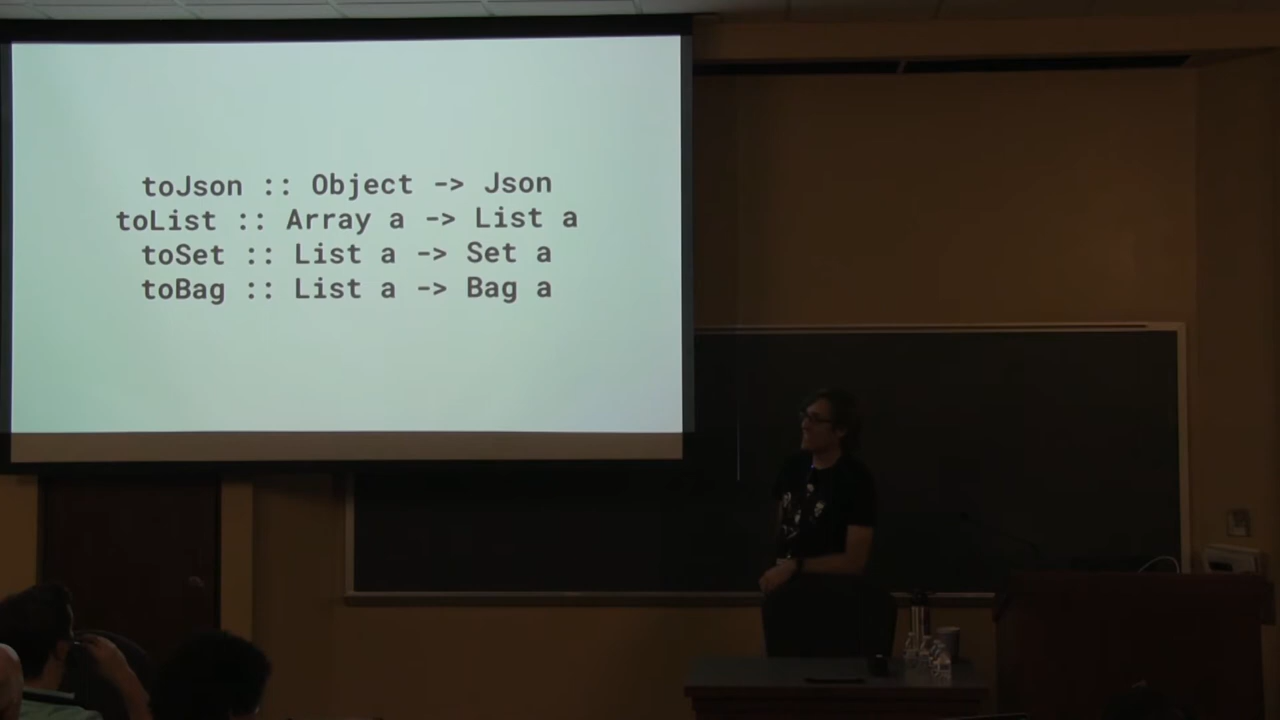 toJson :: Object -> Json
toList :: Array a -> List a
toSet :: List a -> Set a
toBag :: List a -> Bag a